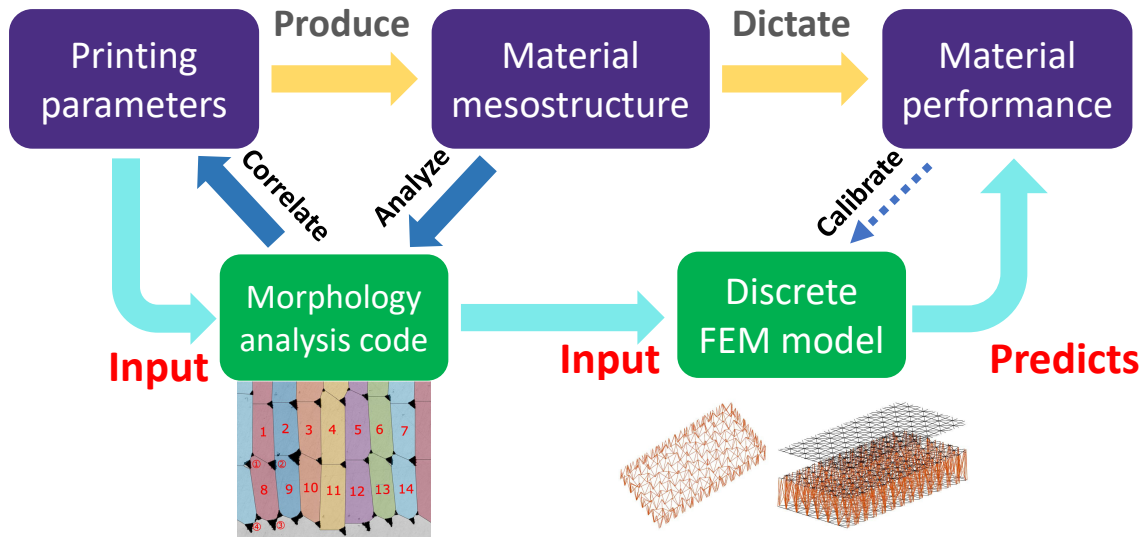 Produce
Dictate
Printing
parameters
Material
mesostructure
Material
performance
Correlate
Analyze
Calibrate
Morphology
analysis code
Discrete
FEM model
Input
Input
Predicts
1 2 3 4 5 6 7
① ②
8 9 10 11 12 13 14
④ ③